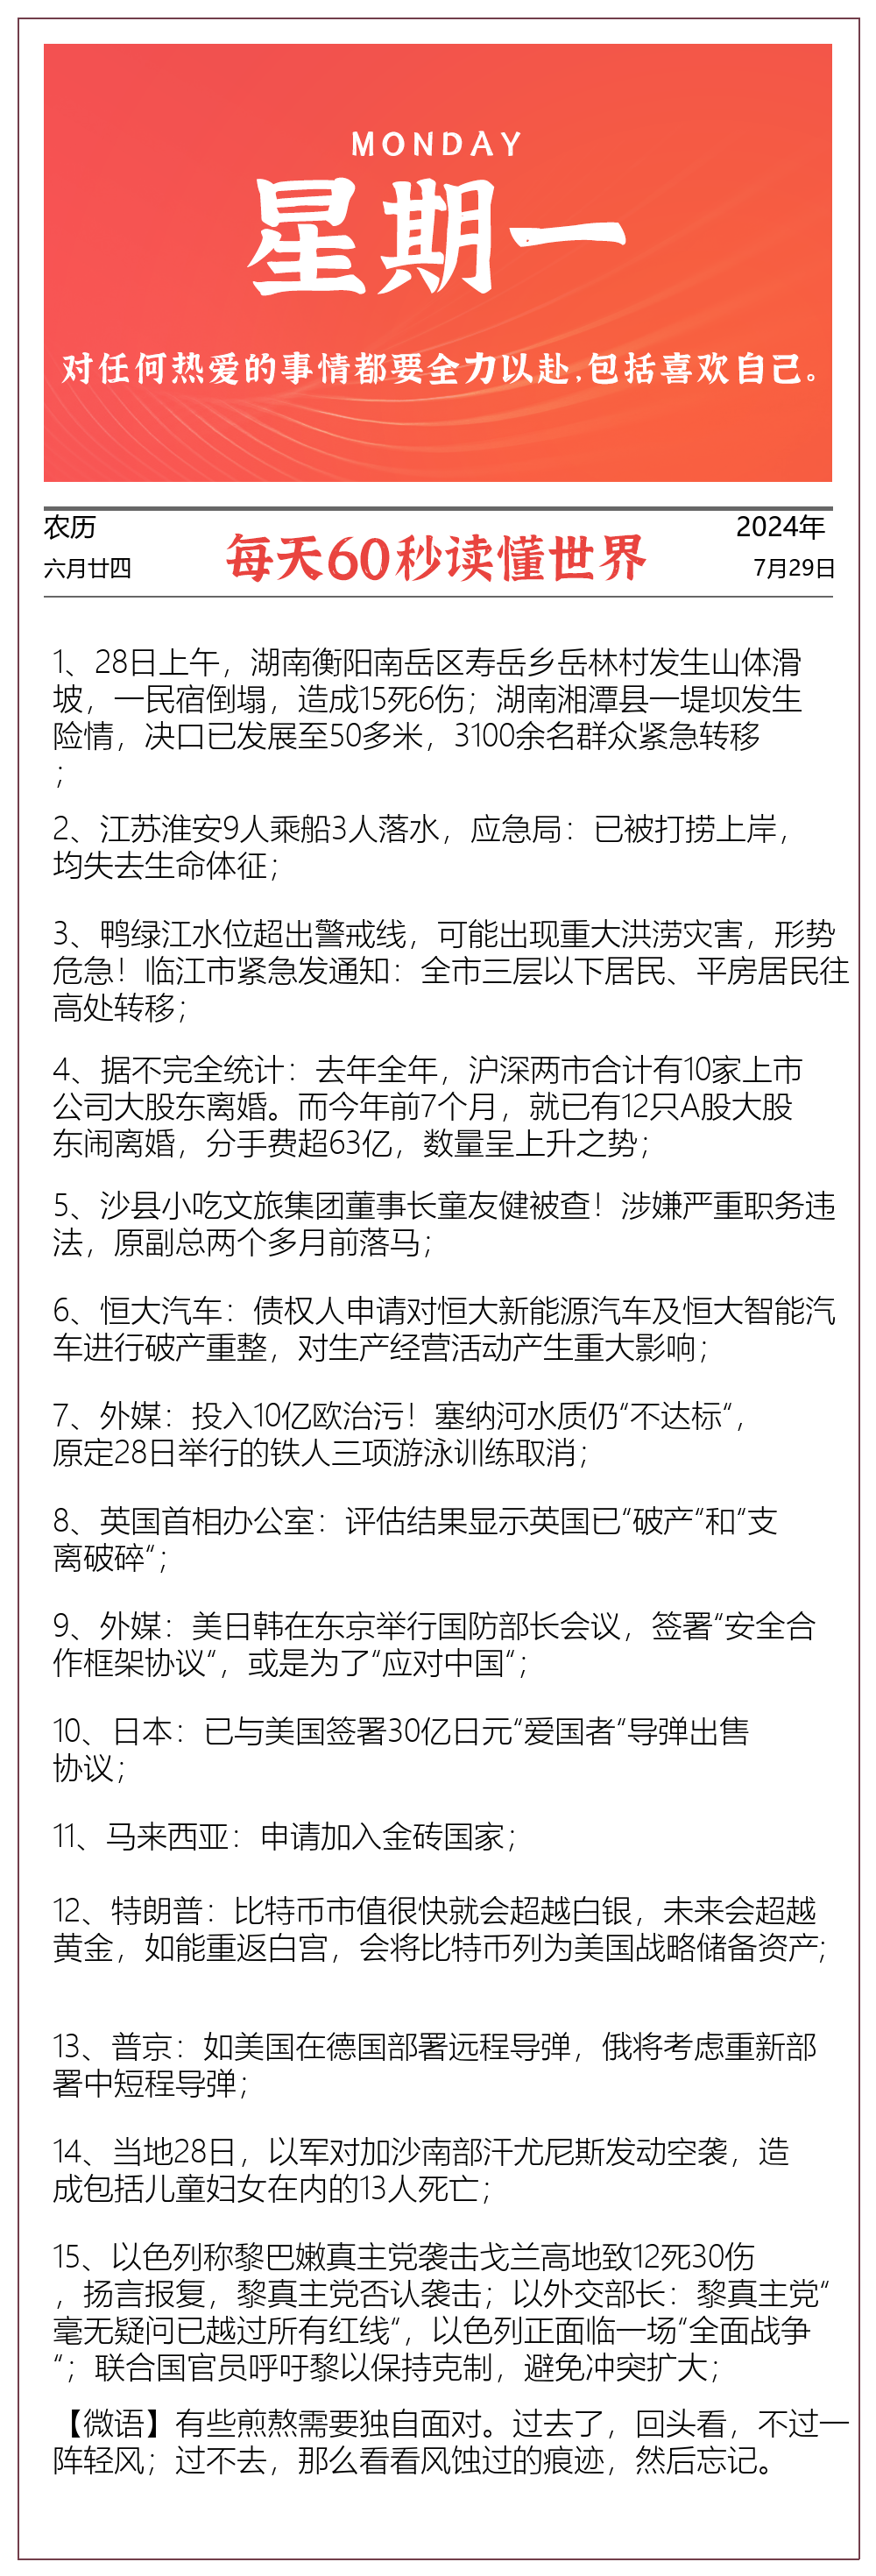 MONDAY
星期一
对任何热爱的事情都要全力以赴,包括喜欢自己。
农历
六月廿四
每天60秒读懂世界
2024年
7月29日
1、28日上午，湖南衡阳南岳区寿岳乡岳林村发生山体滑
坡，一民宿倒塌，造成15死6伤；湖南湘潭县一堤坝发生
险情，决口已发展至50多米，3100余名群众紧急转移
；
2、江苏淮安9人乘船3人落水，应急局：已被打捞上岸，
均失去生命体征；
3、鸭绿江水位超出警戒线，可能出现重大洪涝灾害，形势
危急！临江市紧急发通知：全市三层以下居民、平房居民往
高处转移；
4、据不完全统计：去年全年，沪深两市合计有10家上市
公司大股东离婚。而今年前7个月，就已有12只A股大股
东闹离婚，分手费超63亿，数量呈上升之势；
5、沙县小吃文旅集团董事长童友健被查！涉嫌严重职务违
法，原副总两个多月前落马；
6、恒大汽车：债权人申请对恒大新能源汽车及恒大智能汽
车进行破产重整，对生产经营活动产生重大影响；
7、外媒：投入10亿欧治污！塞纳河水质仍“不达标“，
原定28日举行的铁人三项游泳训练取消；
8、英国首相办公室：评估结果显示英国已“破产“和“支
离破碎“；
9、外媒：美日韩在东京举行国防部长会议，签署“安全合
作框架协议“，或是为了“应对中国“；
10、日本：已与美国签署30亿日元“爱国者“导弹出售
协议；
11、马来西亚：申请加入金砖国家；
12、特朗普：比特币市值很快就会超越白银，未来会超越
黄金，如能重返白宫，会将比特币列为美国战略储备资产;
13、普京：如美国在德国部署远程导弹，俄将考虑重新部
署中短程导弹；
14、当地28日，以军对加沙南部汗尤尼斯发动空袭，造
成包括儿童妇女在内的13人死亡；
15、以色列称黎巴嫩真主党袭击戈兰高地致12死30伤
，扬言报复，黎真主党否认袭击；以外交部长：黎真主党“
毫无疑问已越过所有红线“，以色列正面临一场“全面战争
“；联合国官员呼吁黎以保持克制，避免冲突扩大；
【微语】有些煎熬需要独自面对。过去了，回头看，不过一
阵轻风；过不去，那么看看风蚀过的痕迹，然后忘记。